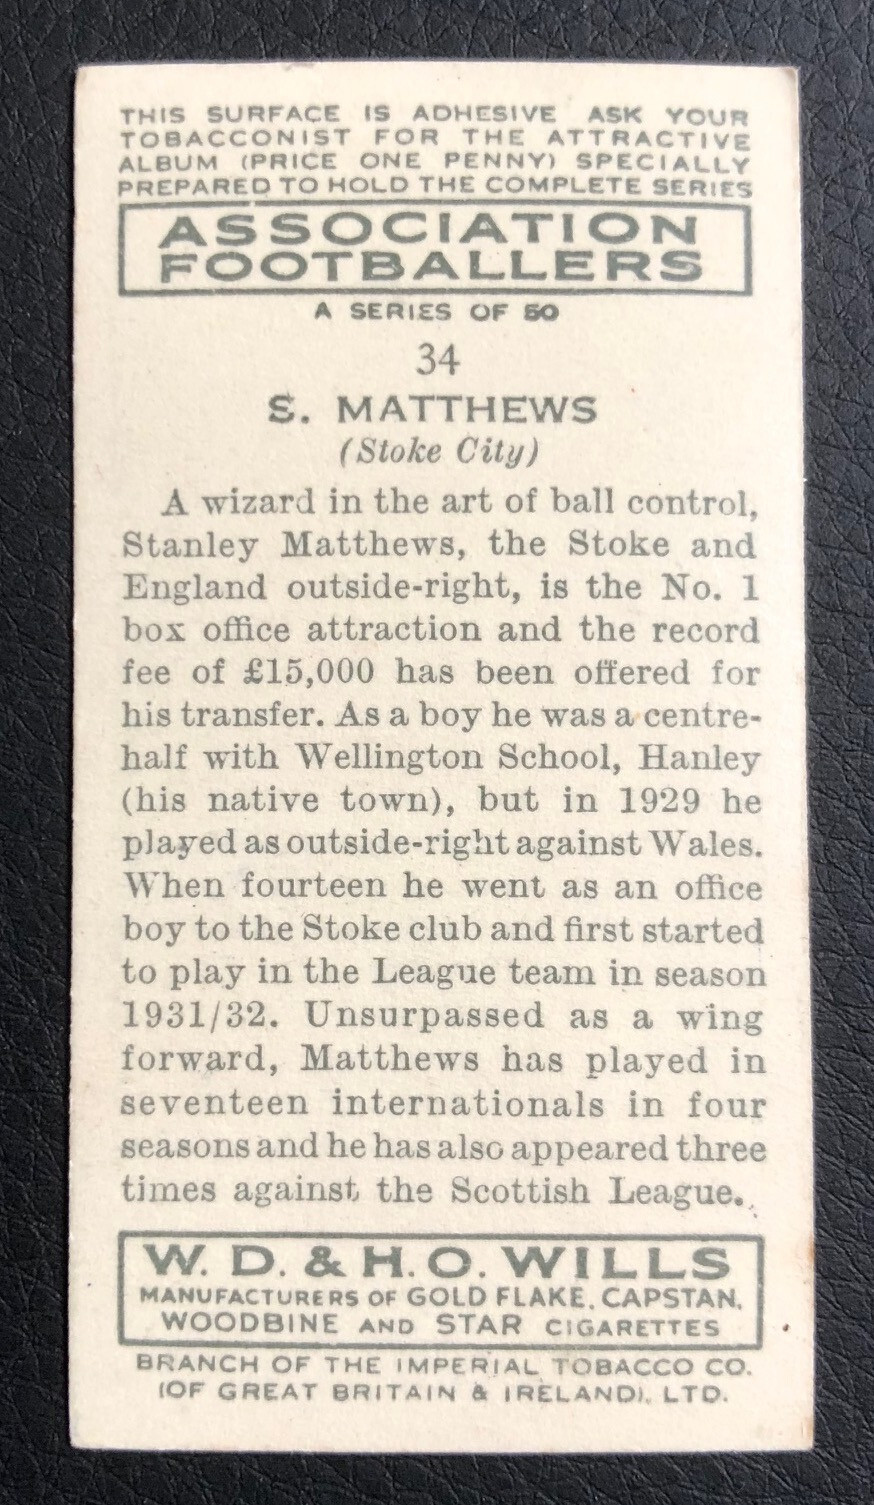 THIS SURFACE IS ADHESIVE ASK YOUR
TOBACCONIST FOR THE ATTRACTIVE
ALBUM (PRICE ONE PENNY) SPECIALLY
PREPARED TO HOLD THE COMPLETE SERIES
ASSOCIATION
FOOTBALLERS
A SERIES OF 50
34
S. MATTHEWS
(Stoke City)
A wizard in the art of ball control,
Stanley Matthews, the Stoke and
England outside-right, is the No. 1
box office attraction and the record
fee of £15,000 has been offered for
his transfer. As a boy he was a centre-
half with Wellington School, Hanley
(his native town), but in 1929 he
played as outside-right against Wales.
When fourteen he went as an office
boy to the Stoke club and first started
to play in the League team in season
1931/32. Unsurpassed as a wing
forward, Matthews has played in
seventeen internationals in four
seasons and he has also appeared three
times against the Scottish League.
W. D. & H. O. WILLS
MANUFACTURERS OF GOLD FLAKE, CAPSTAN,
WOODBINE AND STAR CIGARETTES
BRANCH OF THE IMPERIAL TOBACCO CO.
(OF GREAT BRITAIN & IRELAND), LTD.